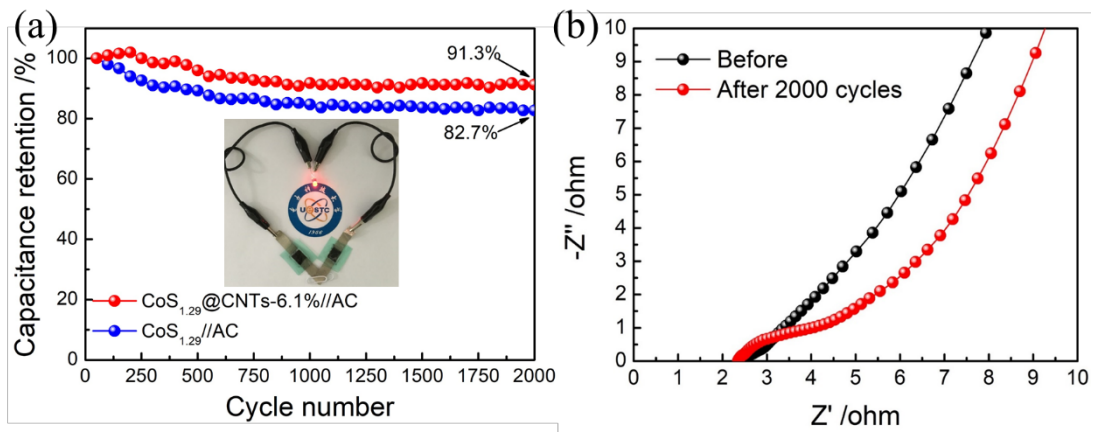 (a)
Capacitance retention /%
100
80
60
40
20
0
91.3%
82.7%
CoS₁.₂₉@CNTs-6.1%//AC
CoS₁.₂₉//AC
0 250 500 750 1000 1250 1500 1750 2000
Cycle number
1958
(b)
-Z'' /ohm
10
9
8
7
6
5
4
3
2
1
0
Before
After 2000 cycles
0 1 2 3 4 5 6 7 8 9 10
Z' /ohm